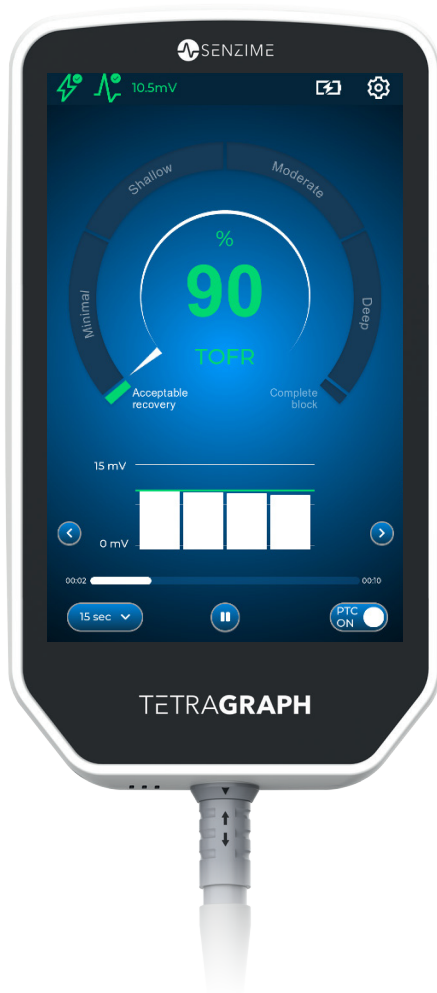 SENZIME
10.5mV
Shallow
Moderate
Minimal
Deep
%
90
TOFR
Acceptable
recovery
Complete
block
15 mV
0 mV
00:02
00:10
15 sec
PTC
ON
TETRAGRAPH